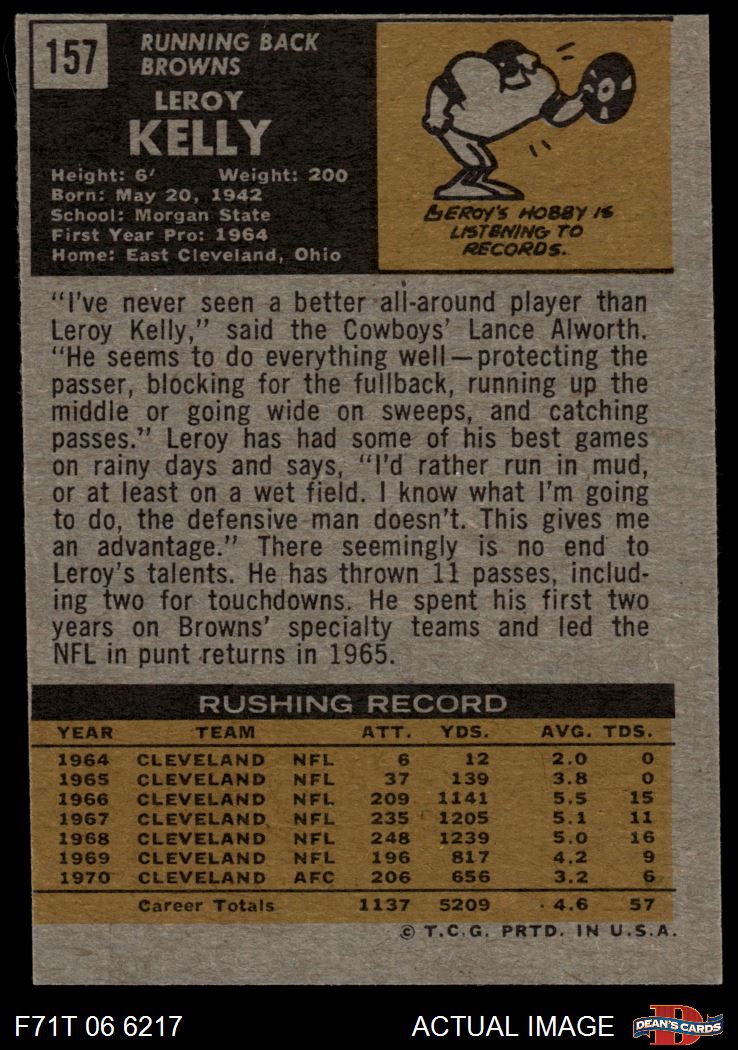 157
RUNNING BACK
BROWNS
LEROY
KELLY
Height: 6' Weight: 200
Born: May 20, 1942
School: Morgan State
First Year Pro: 1964
Home: East Cleveland, Ohio
LEROY'S HOBBY IS
LISTENING TO
RECORDS.
"I've never seen a better all-around player than
Leroy Kelly," said the Cowboys' Lance Alworth.
"He seems to do everything well—protecting the
passer, blocking for the fullback, running up the
middle or going wide on sweeps, and catching
passes." Leroy has had some of his best games
on rainy days and says, "I'd rather run in mud,
or at least on a wet field. I know what I'm going
to do, the defensive man doesn't. This gives me
an advantage." There seemingly is no end to
Leroy's talents. He has thrown 11 passes, includ-
ing two for touchdowns. He spent his first two
years on Browns' specialty teams and led the
NFL in punt returns in 1965.
RUSHING RECORD
YEAR TEAM ATT. YDS. AVG. TDS.
1964 CLEVELAND NFL 6 12 2.0 0
1965 CLEVELAND NFL 37 139 3.8 0
1966 CLEVELAND NFL 209 1141 5.5 15
1967 CLEVELAND NFL 235 1205 5.1 11
1968 CLEVELAND NFL 248 1239 5.0 16
1969 CLEVELAND NFL 196 817 4.2 9
1970 CLEVELAND AFC 206 656 3.2 6
Career Totals 1137 5209 4.6 57
© T.C.G. PRTD. IN U.S.A.
F71T 06 6217 ACTUAL IMAGE
D
DEAN'S CARDS